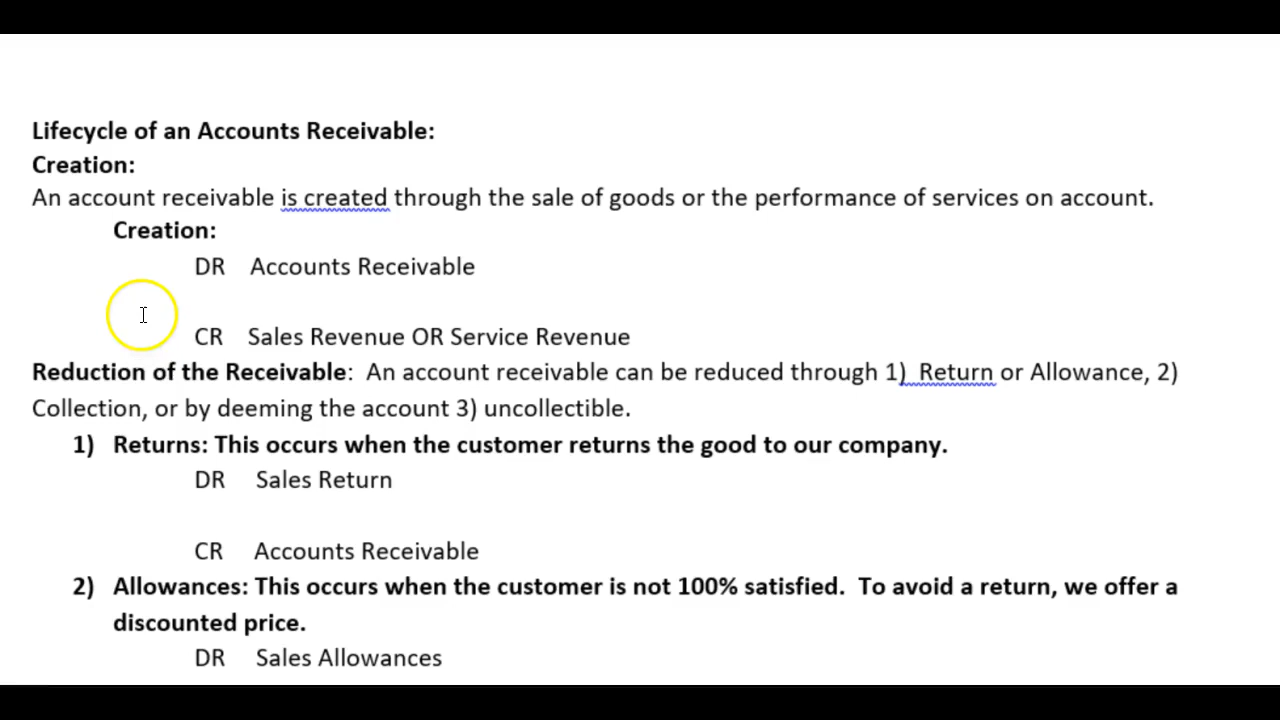 Lifecycle of an Accounts Receivable:
Creation:
An account receivable is created through the sale of goods or the performance of services on account.
Creation:
DR Accounts Receivable
CR Sales Revenue OR Service Revenue
Reduction of the Receivable: An account receivable can be reduced through 1) Return or Allowance, 2)
Collection, or by deeming the account 3) uncollectible.
1) Returns: This occurs when the customer returns the good to our company.
DR Sales Return
CR Accounts Receivable
2) Allowances: This occurs when the customer is not 100% satisfied. To avoid a return, we offer a
discounted price.
DR Sales Allowances